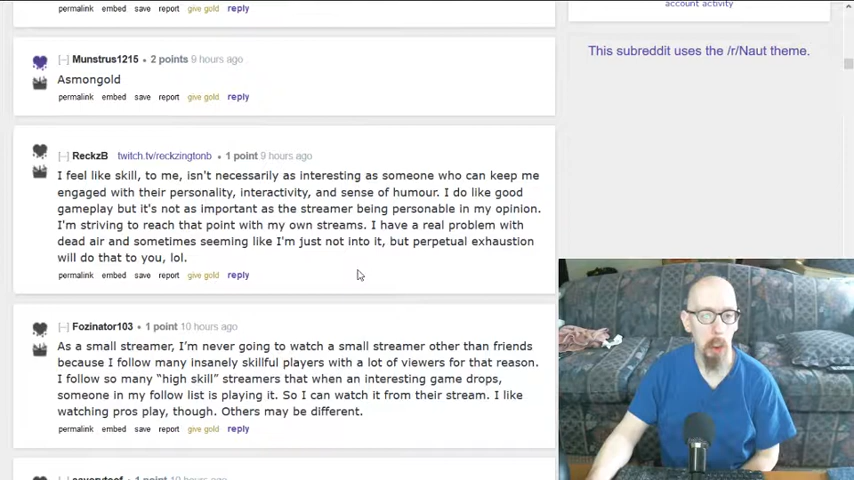 permalink embed save report give gold reply
account activity
This subreddit uses the /r/Naut theme.
[–] Munstrus1215 • 2 points 9 hours ago
Asmongold
permalink embed save report give gold reply
[–] ReckzB twitch.tv/reckzingtonb • 1 point 9 hours ago
I feel like skill, to me, isn't necessarily as interesting as someone who can keep me
engaged with their personality, interactivity, and sense of humour. I do like good
gameplay but it's not as important as the streamer being personable in my opinion.
I'm striving to reach that point with my own streams. I have a real problem with
dead air and sometimes seeming like I'm just not into it, but perpetual exhaustion
will do that to you, lol.
permalink embed save report give gold reply
[–] Fozinator103 • 1 point 10 hours ago
As a small streamer, I’m never going to watch a small streamer other than friends
because I follow many insanely skillful players with a lot of viewers for that reason.
I follow so many “high skill” streamers that when an interesting game drops,
someone in my follow list is playing it. So I can watch it from their stream. I like
watching pros play, though. Others may be different.
permalink embed save report give gold reply
1 point 10 hours ago